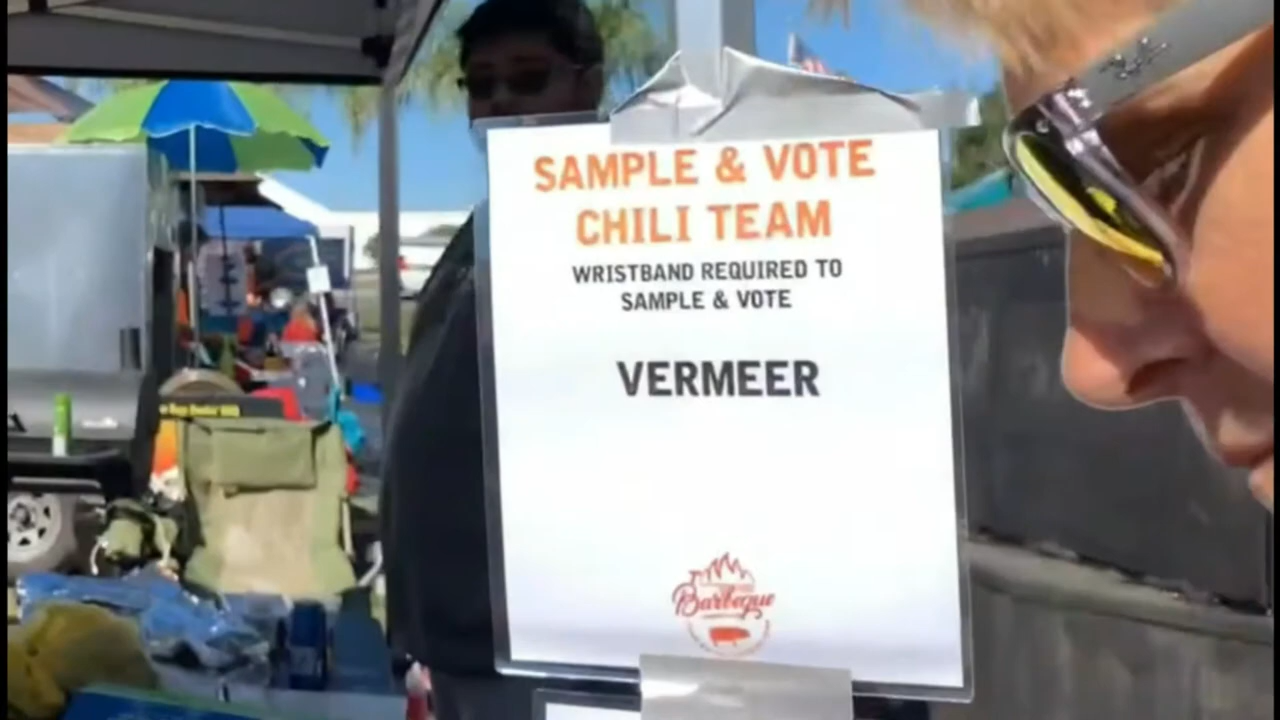 SAMPLE & VOTE
CHILI TEAM
WRISTBAND REQUIRED TO
SAMPLE & VOTE
VERMEER
Barbeque